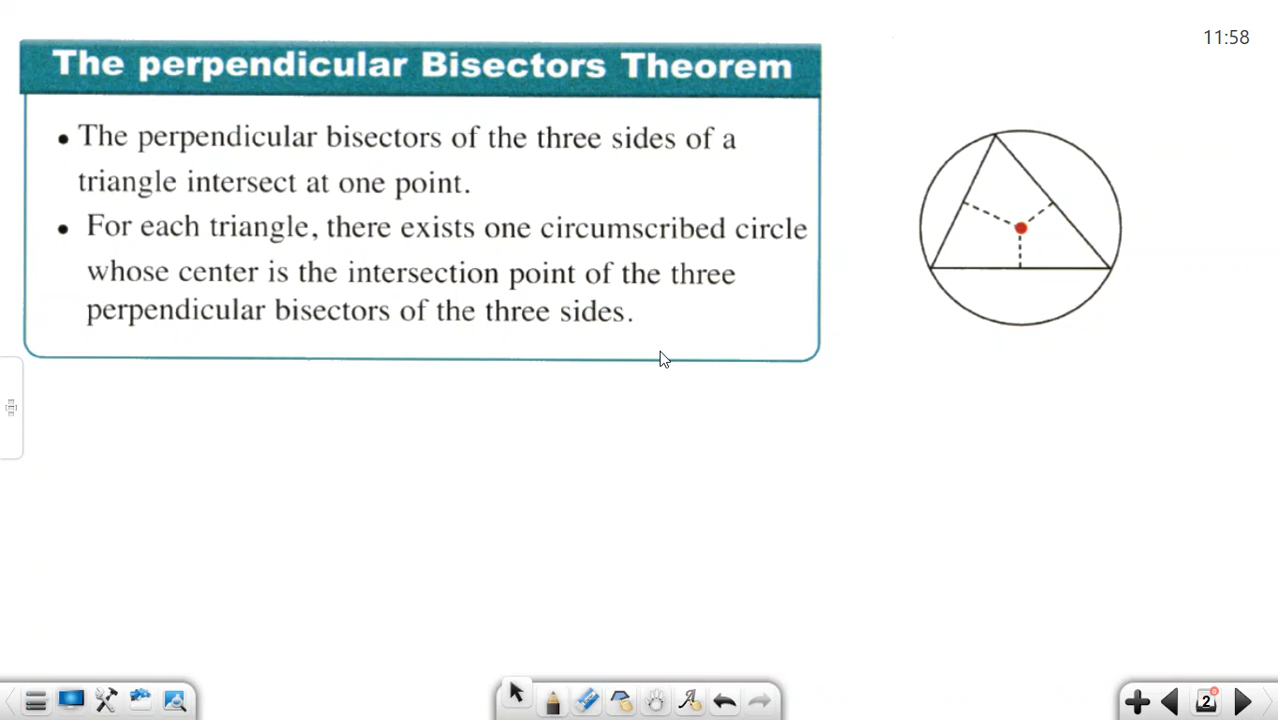 The perpendicular Bisectors Theorem
11:58
• The perpendicular bisectors of the three sides of a
triangle intersect at one point.
• For each triangle, there exists one circumscribed circle
whose center is the intersection point of the three
perpendicular bisectors of the three sides.
2